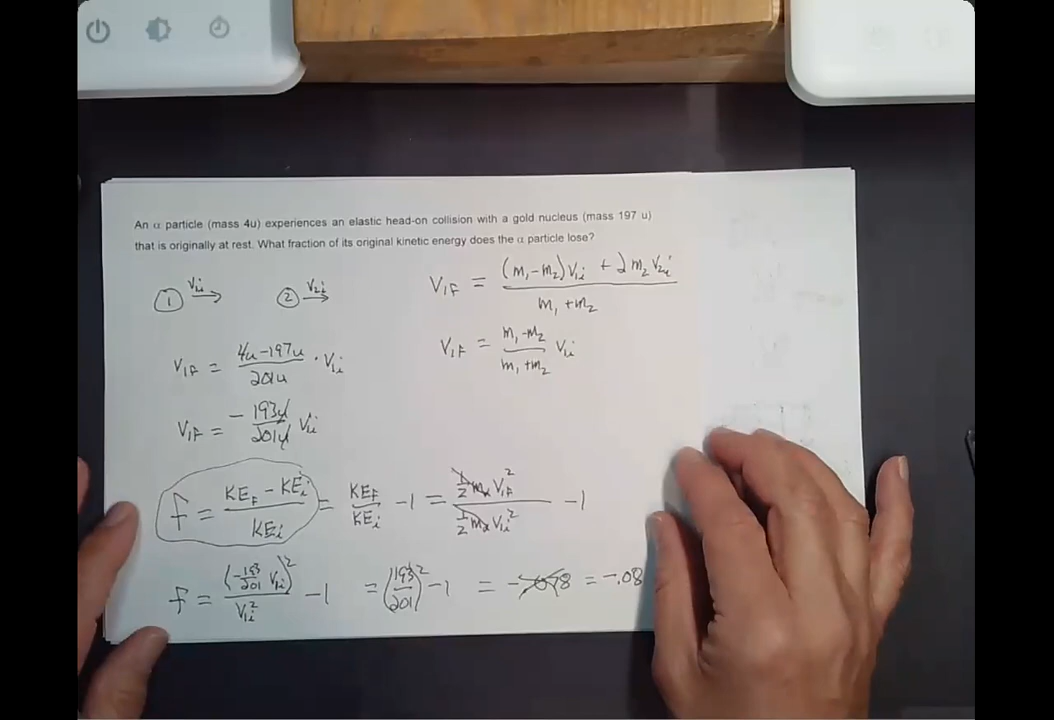 An α particle (mass 4u) experiences an elastic head-on collision with a gold nucleus (mass 197 u)
that is originally at rest. What fraction of its original kinetic energy does the α particle lose?
① V₁ᵢ → ② V₂ᵢ →
V₁F = ((m₁-m₂)V₁ᵢ + 2m₂V₂ᵢ) / (m₁+m₂)
V₁F = (m₁-m₂)/(m₁+m₂) V₁ᵢ
V₁F = (4u-197u)/201u · V₁ᵢ
V₁F = -193u/201u V₁ᵢ
f = (KE_F - KEᵢ)/KEᵢ = KE_F/KEᵢ - 1 = (½ mα V₁F²)/(½ mα V₁ᵢ²) - 1
f = (-193/201 V₁ᵢ)²/V₁ᵢ² - 1 = (193/201)² - 1 = -.078 = -.08